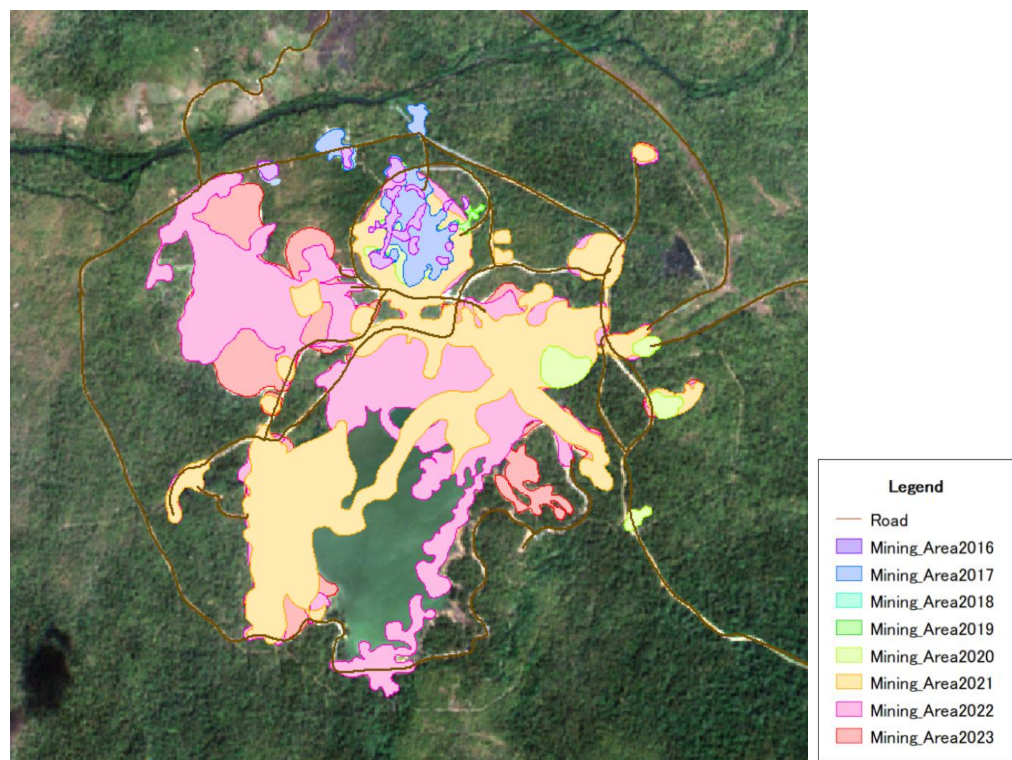 Legend
Road
Mining_Area2016
Mining_Area2017
Mining_Area2018
Mining_Area2019
Mining_Area2020
Mining_Area2021
Mining_Area2022
Mining_Area2023